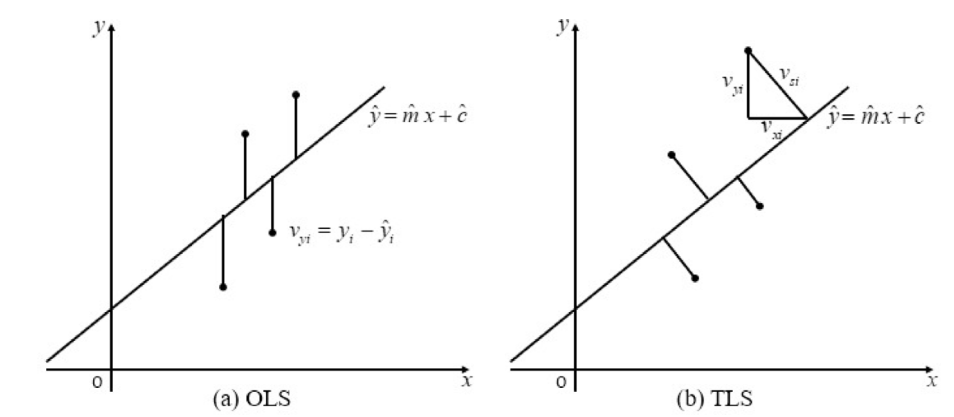 y
ŷ = m̂ x + ĉ
v_yi = y_i − ŷ_i
o
x
(a) OLS
y
v_yi
v_zi
v_xi
ŷ = m̂ x + ĉ
o
x
(b) TLS